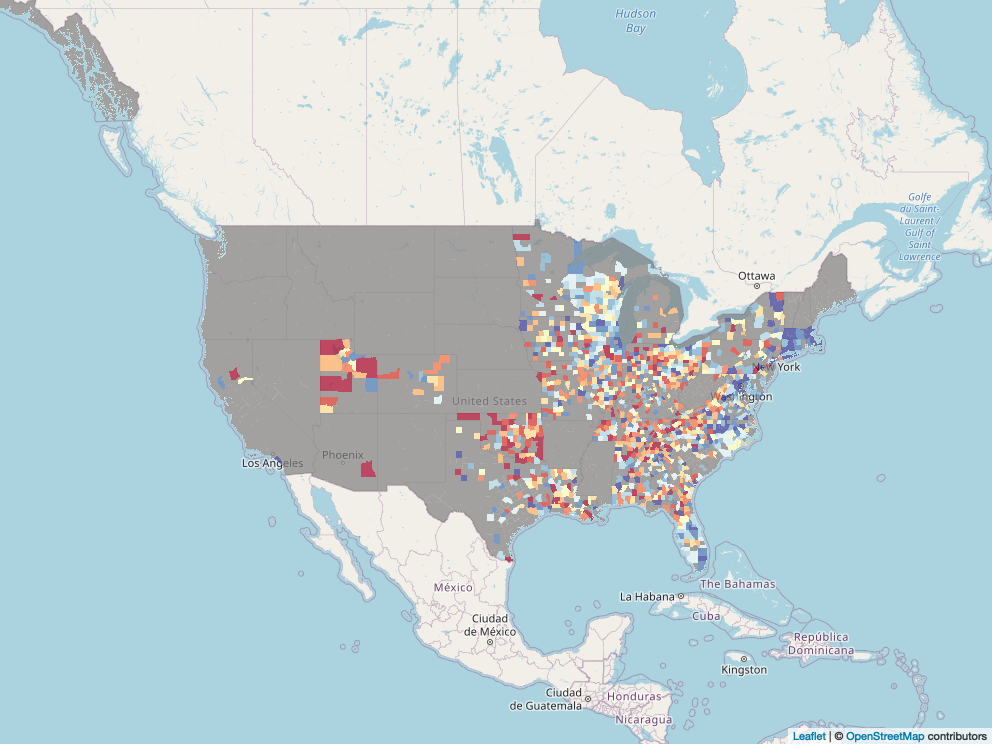 Hudson
Bay
Golfe
du Saint-
Laurent /
Gulf of
Saint
Lawrence
Ottawa
New York
Washington
United States
Los Angeles
Phoenix
México
Ciudad
de México
The Bahamas
La Habana
Cuba
República
Dominicana
Kingston
Ciudad
de Guatemala
Honduras
Nicaragua
Leaflet | © OpenStreetMap contributors